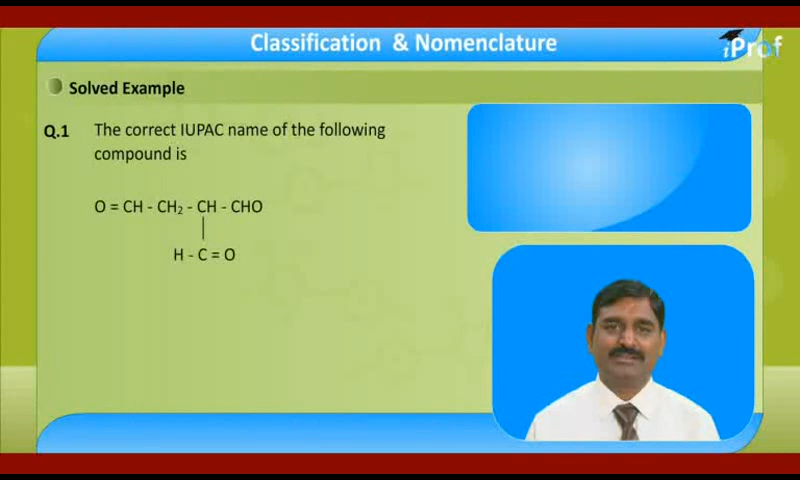 Classification & Nomenclature
iProf
Solved Example
Q.1 The correct IUPAC name of the following
compound is
O = CH - CH₂ - CH - CHO
|
H - C = O